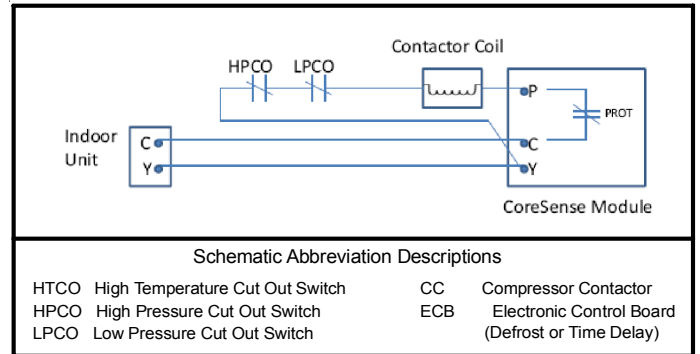 Contactor Coil
HPCO LPCO
P
PROT
Indoor
Unit
C
Y
C
Y
CoreSense Module
Schematic Abbreviation Descriptions
HTCO High Temperature Cut Out Switch
HPCO High Pressure Cut Out Switch
LPCO Low Pressure Cut Out Switch
CC Compressor Contactor
ECB Electronic Control Board
(Defrost or Time Delay)